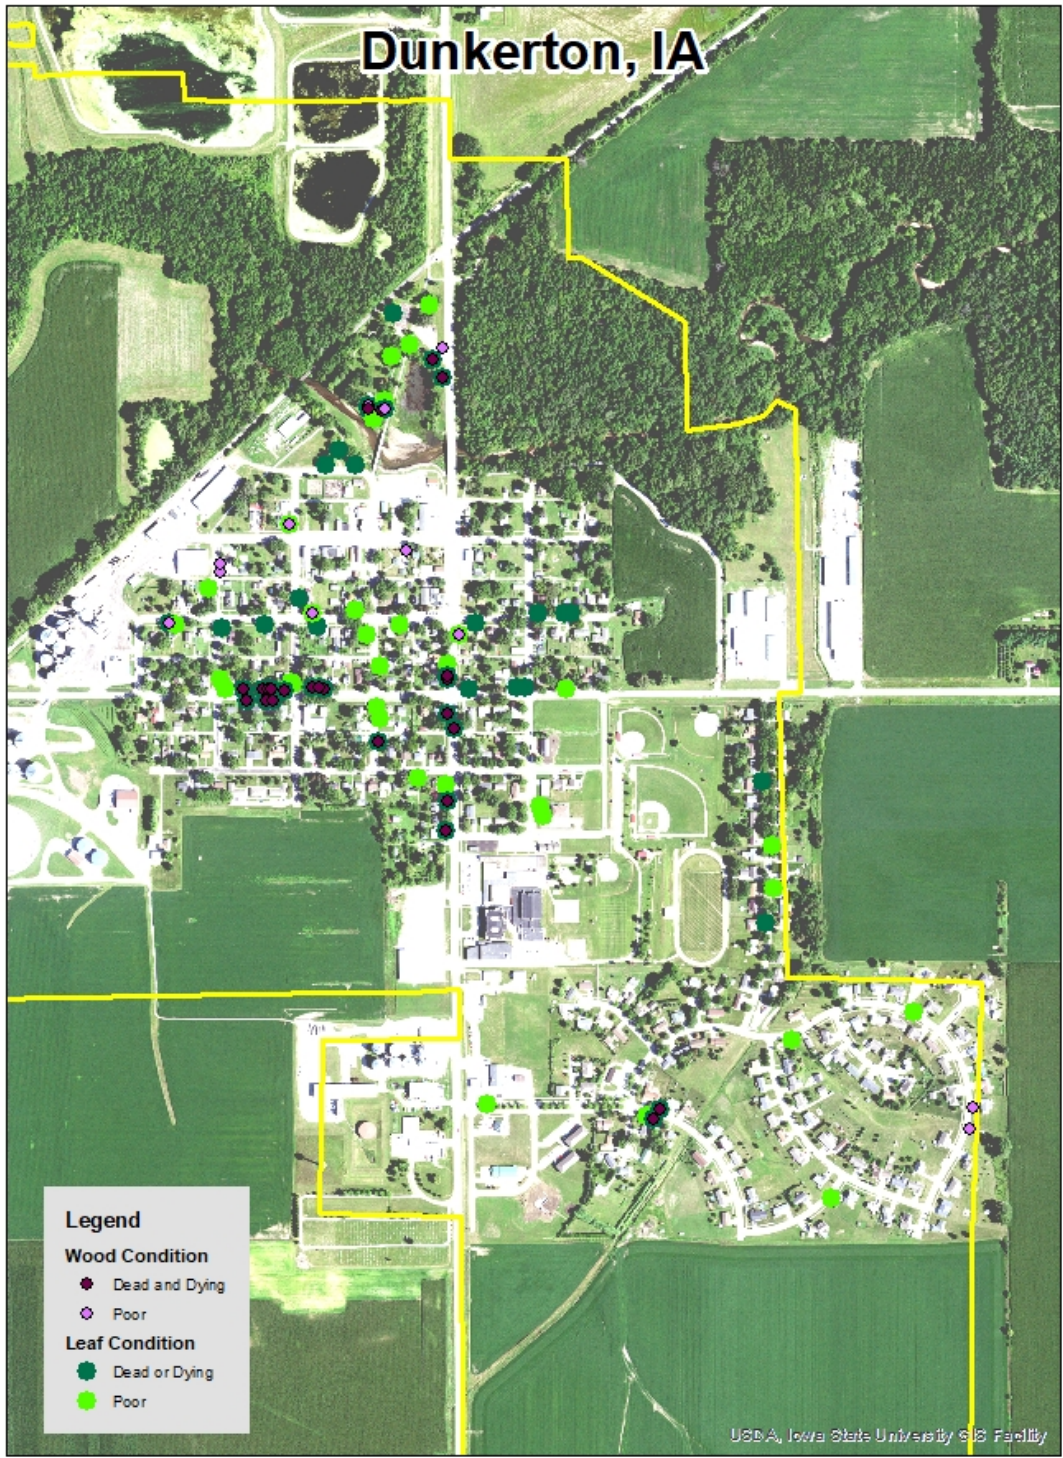 Dunkerton, IA
Legend
Wood Condition
Dead and Dying
Poor
Leaf Condition
Dead or Dying
Poor
USDA, Iowa State University GIS Facility